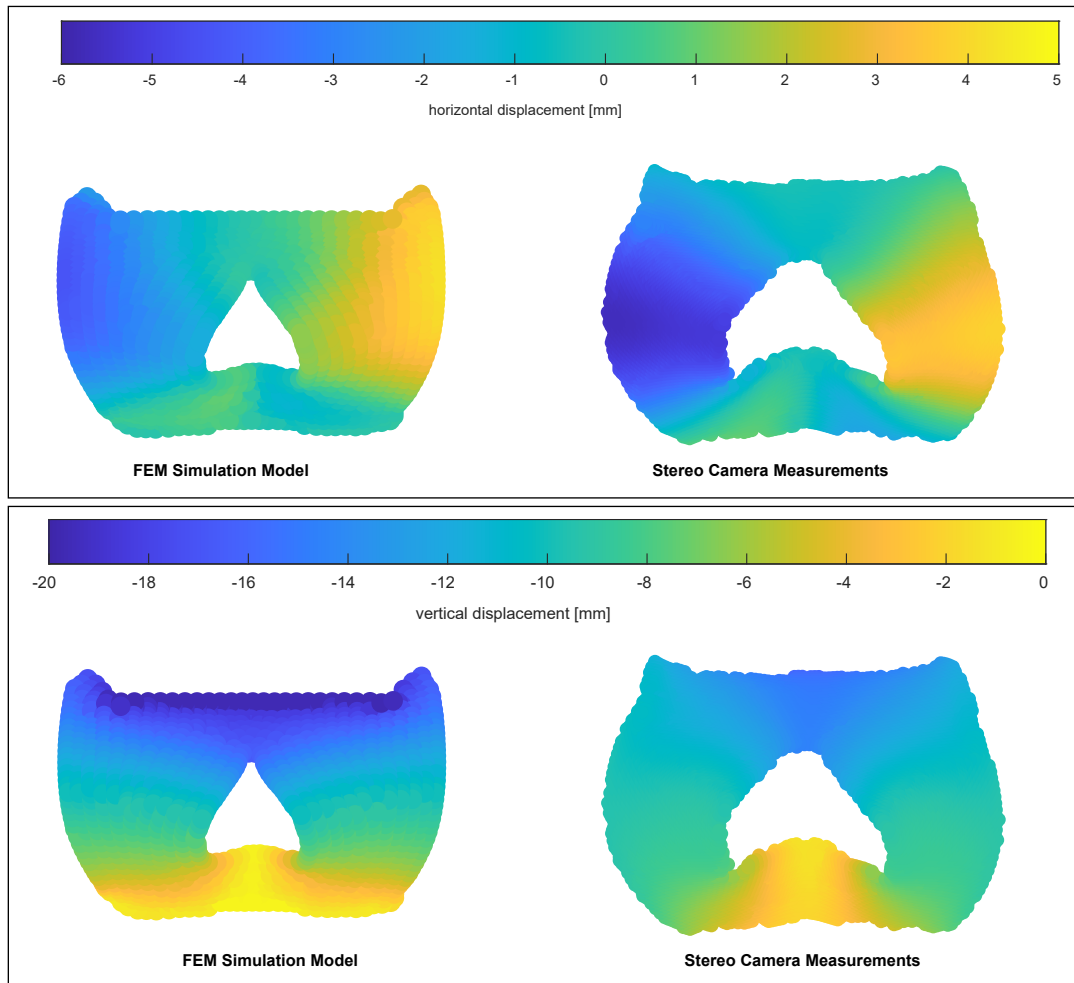 -6 -5 -4 -3 -2 -1 0 1 2 3 4 5
horizontal displacement [mm]
FEM Simulation Model Stereo Camera Measurements
-20 -18 -16 -14 -12 -10 -8 -6 -4 -2 0
vertical displacement [mm]
FEM Simulation Model Stereo Camera Measurements